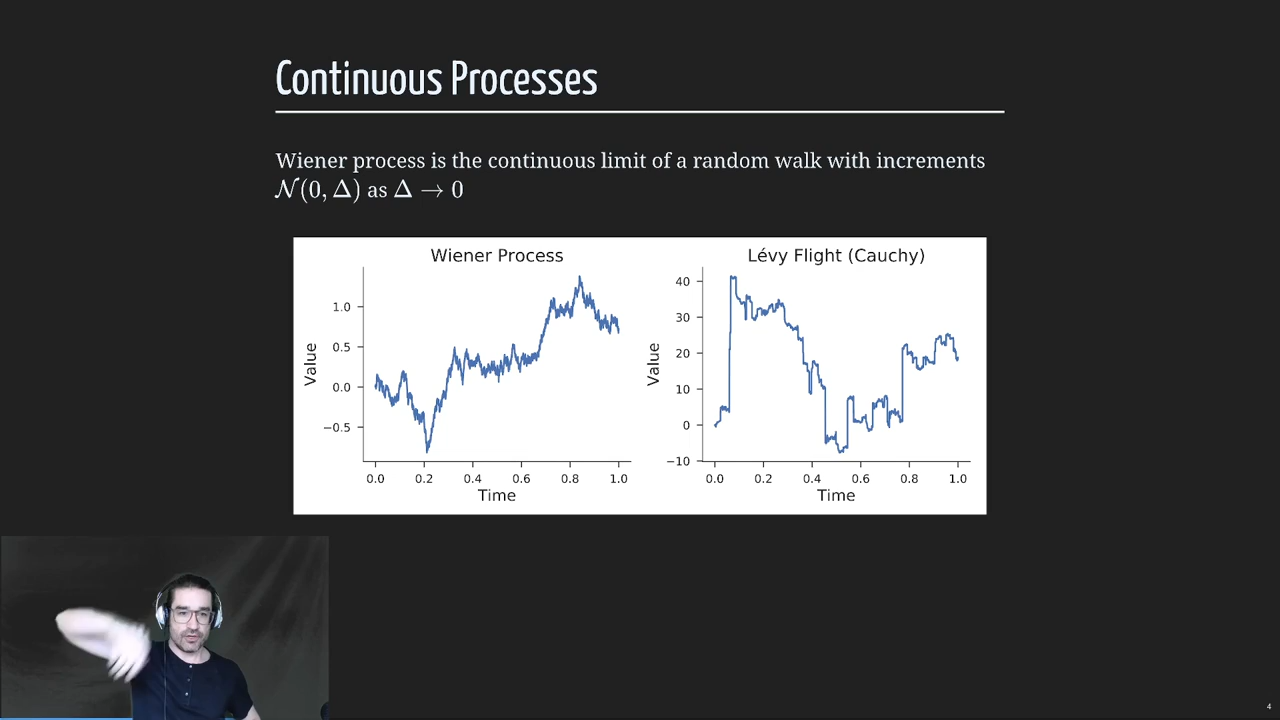 Continuous Processes
Wiener process is the continuous limit of a random walk with increments
𝒩(0, Δ) as Δ → 0
Wiener Process
Value
1.0
0.5
0.0
−0.5
0.0 0.2 0.4 0.6 0.8 1.0
Time
Lévy Flight (Cauchy)
Value
40
30
20
10
0
−10
0.0 0.2 0.4 0.6 0.8 1.0
Time
4